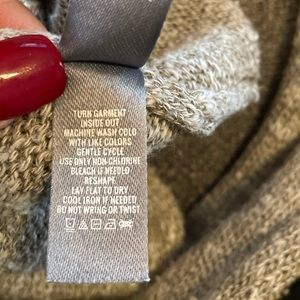 TURN GARMENT
INSIDE OUT
MACHINE WASH COLD
WITH LIKE COLORS
GENTLE CYCLE
USE ONLY NON-CHLORINE
BLEACH IF NEEDED
RESHAPE
LAY FLAT TO DRY
COOL IRON IF NEEDED
DO NOT WRING OR TWIST